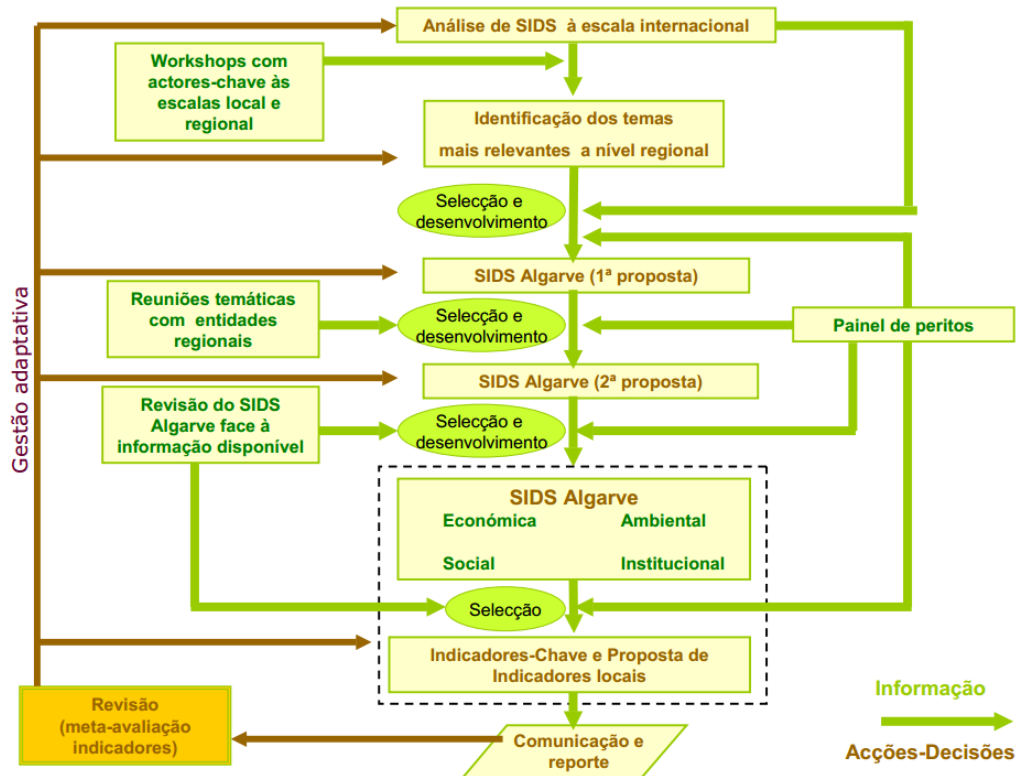 Análise de SIDS à escala internacional
Workshops com
actores-chave às
escalas local e
regional
Identificação dos temas
mais relevantes a nível regional
Selecção e
desenvolvimento
SIDS Algarve (1ª proposta)
Reuniões temáticas
com entidades
regionais
Selecção e
desenvolvimento
Painel de peritos
SIDS Algarve (2ª proposta)
Revisão do SIDS
Algarve face à
informação disponível
Selecção e
desenvolvimento
Gestão adaptativa
SIDS Algarve
Económica Ambiental
Social Institucional
Selecção
Indicadores-Chave e Proposta de
Indicadores locais
Revisão
(meta-avaliação
indicadores)
Comunicação e
reporte
Informação
Acções-Decisões